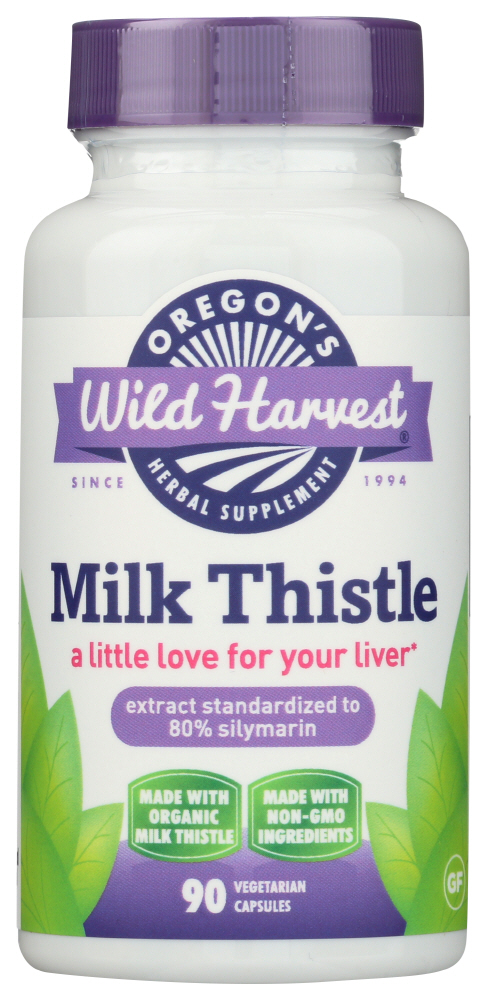 OREGON'S
Wild Harvest®
HERBAL SUPPLEMENT
SINCE 1994
Milk Thistle
a little love for your liver*
extract standardized to
80% silymarin
MADE WITH
ORGANIC
MILK THISTLE
MADE WITH
NON-GMO
INGREDIENTS
90 VEGETARIAN
CAPSULES
GF